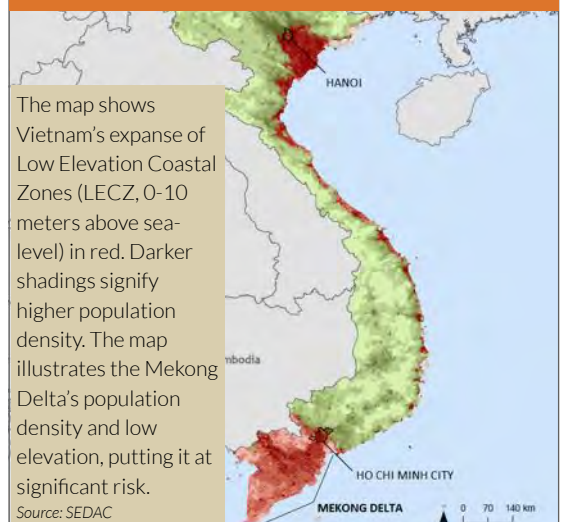 The map shows
Vietnam's expanse of
Low Elevation Coastal
Zones (LECZ, 0-10
meters above sea-
level) in red. Darker
shadings signify
higher population
density. The map
illustrates the Mekong
Delta's population
density and low
elevation, putting it at
significant risk.
Source: SEDAC
HANOI
mbodia
HO CHI MINH CITY
MEKONG DELTA
0 70 140 km